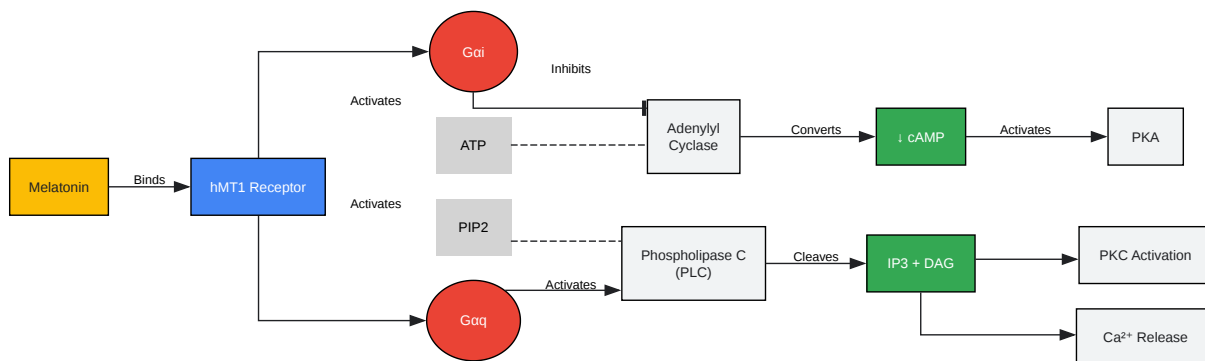 Gαi
Inhibits
Activates
ATP
Adenylyl
Cyclase
Converts
↓ cAMP
Activates
PKA
Melatonin
Binds
hMT1 Receptor
Activates
PIP2
Phospholipase C
(PLC)
Cleaves
IP3 + DAG
PKC Activation
Gαq
Activates
Ca²⁺ Release